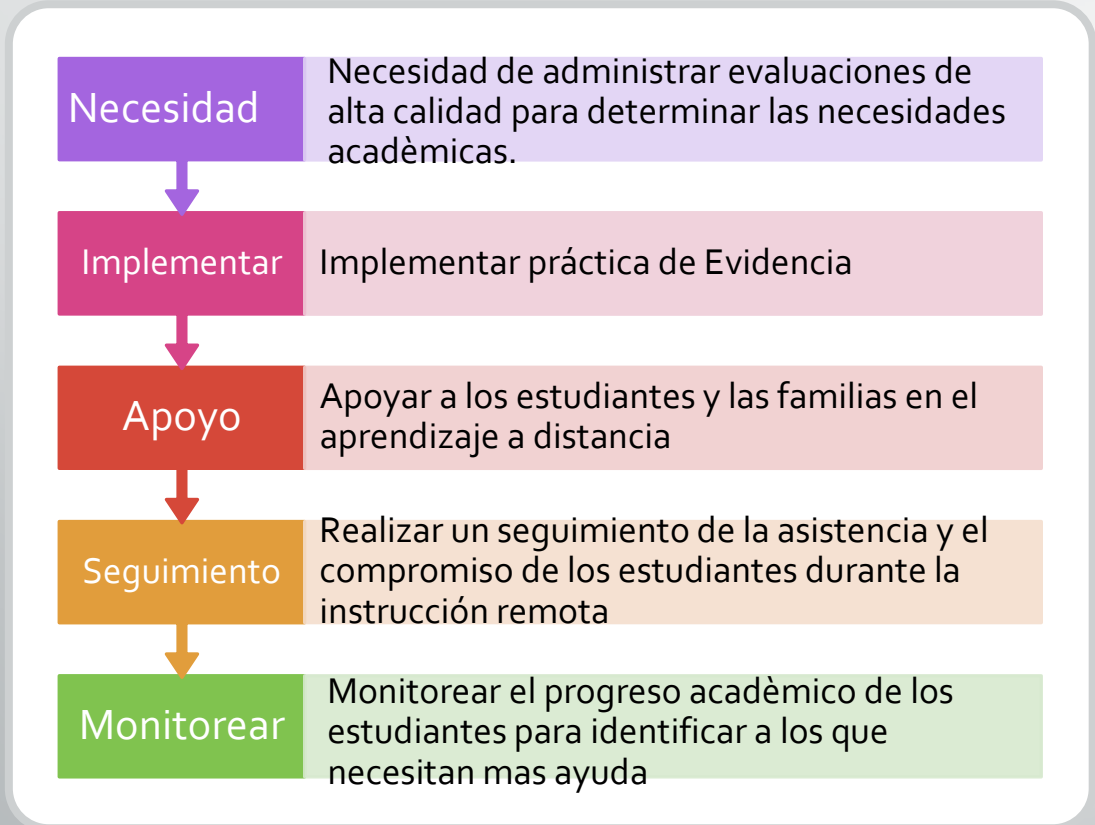 Necesidad
Necesidad de administrar evaluaciones de
alta calidad para determinar las necesidades
acadèmicas.
Implementar
Implementar práctica de Evidencia
Apoyo
Apoyar a los estudiantes y las familias en el
aprendizaje a distancia
Seguimiento
Realizar un seguimiento de la asistencia y el
compromiso de los estudiantes durante la
instrucción remota
Monitorear
Monitorear el progreso acadèmico de los
estudiantes para identificar a los que
necesitan mas ayuda